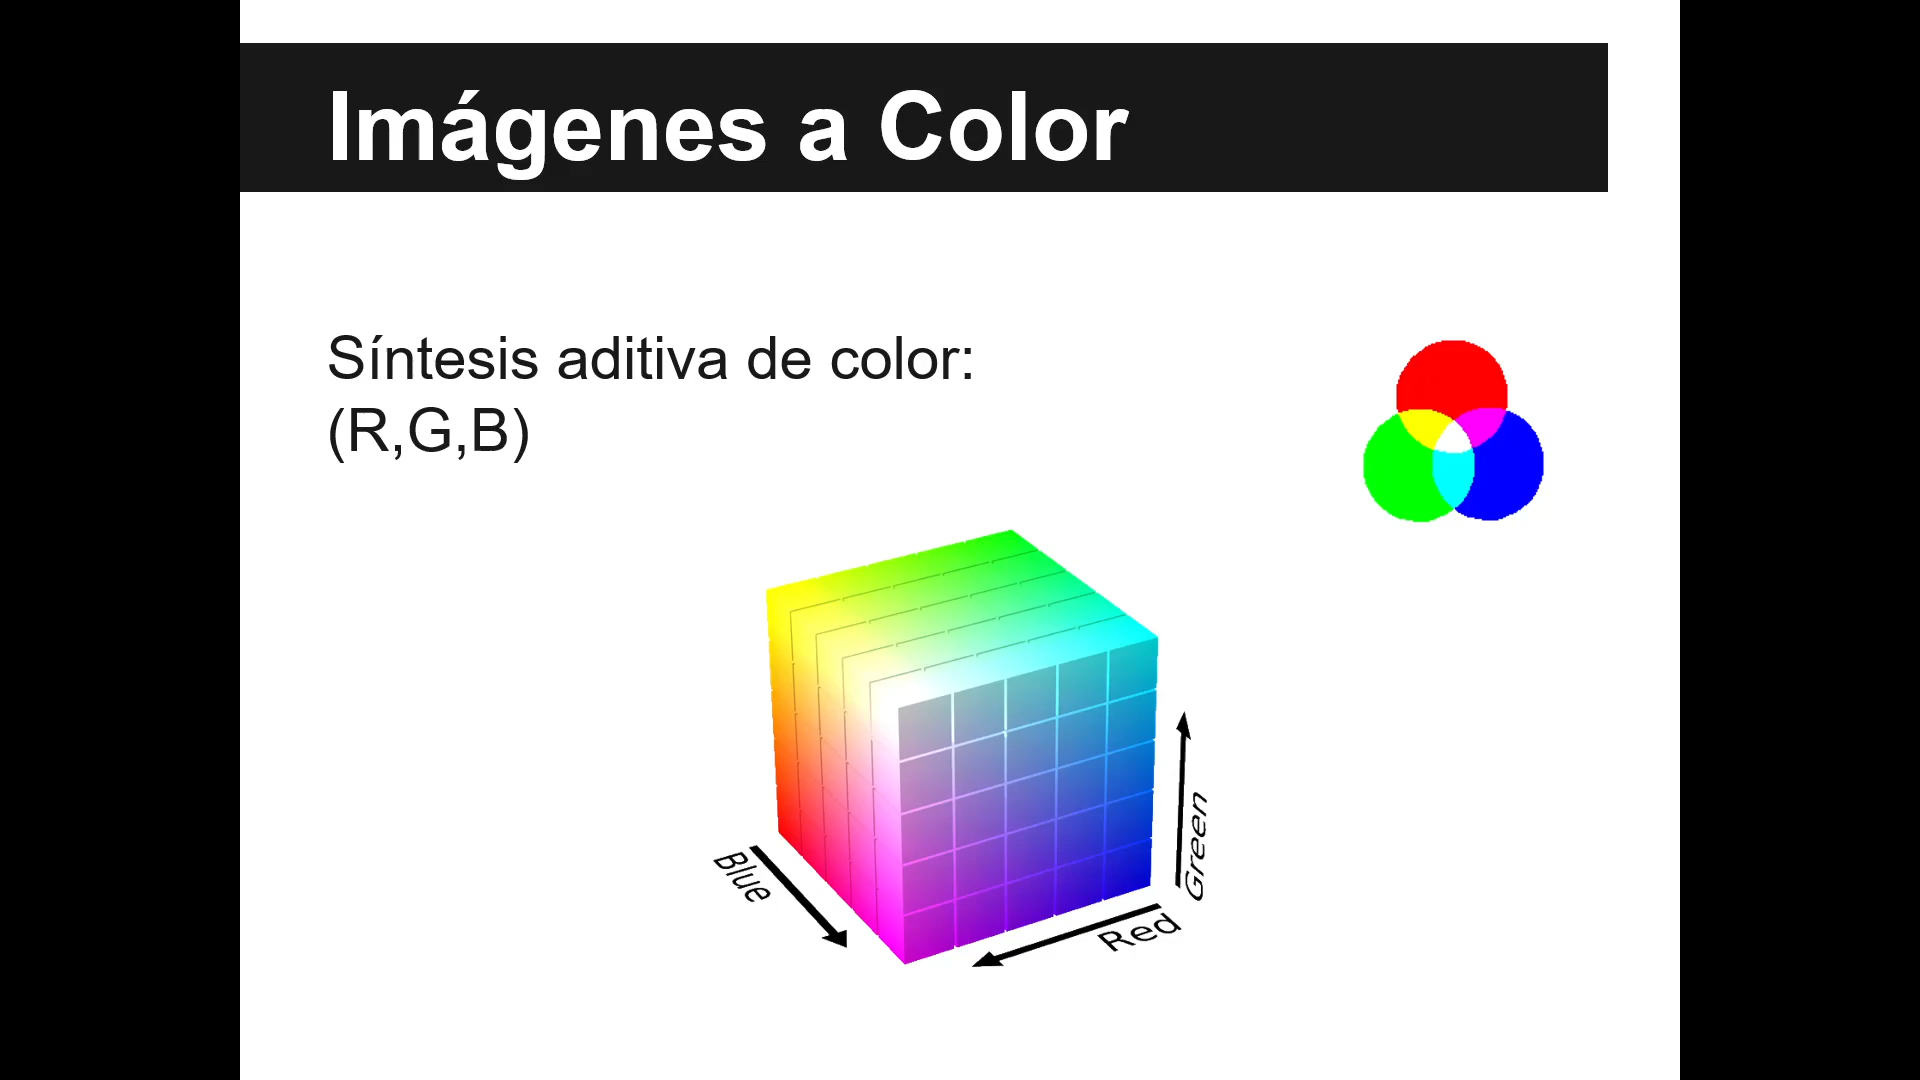 Imágenes a Color
Síntesis aditiva de color:
(R,G,B)
Blue
Red
Green